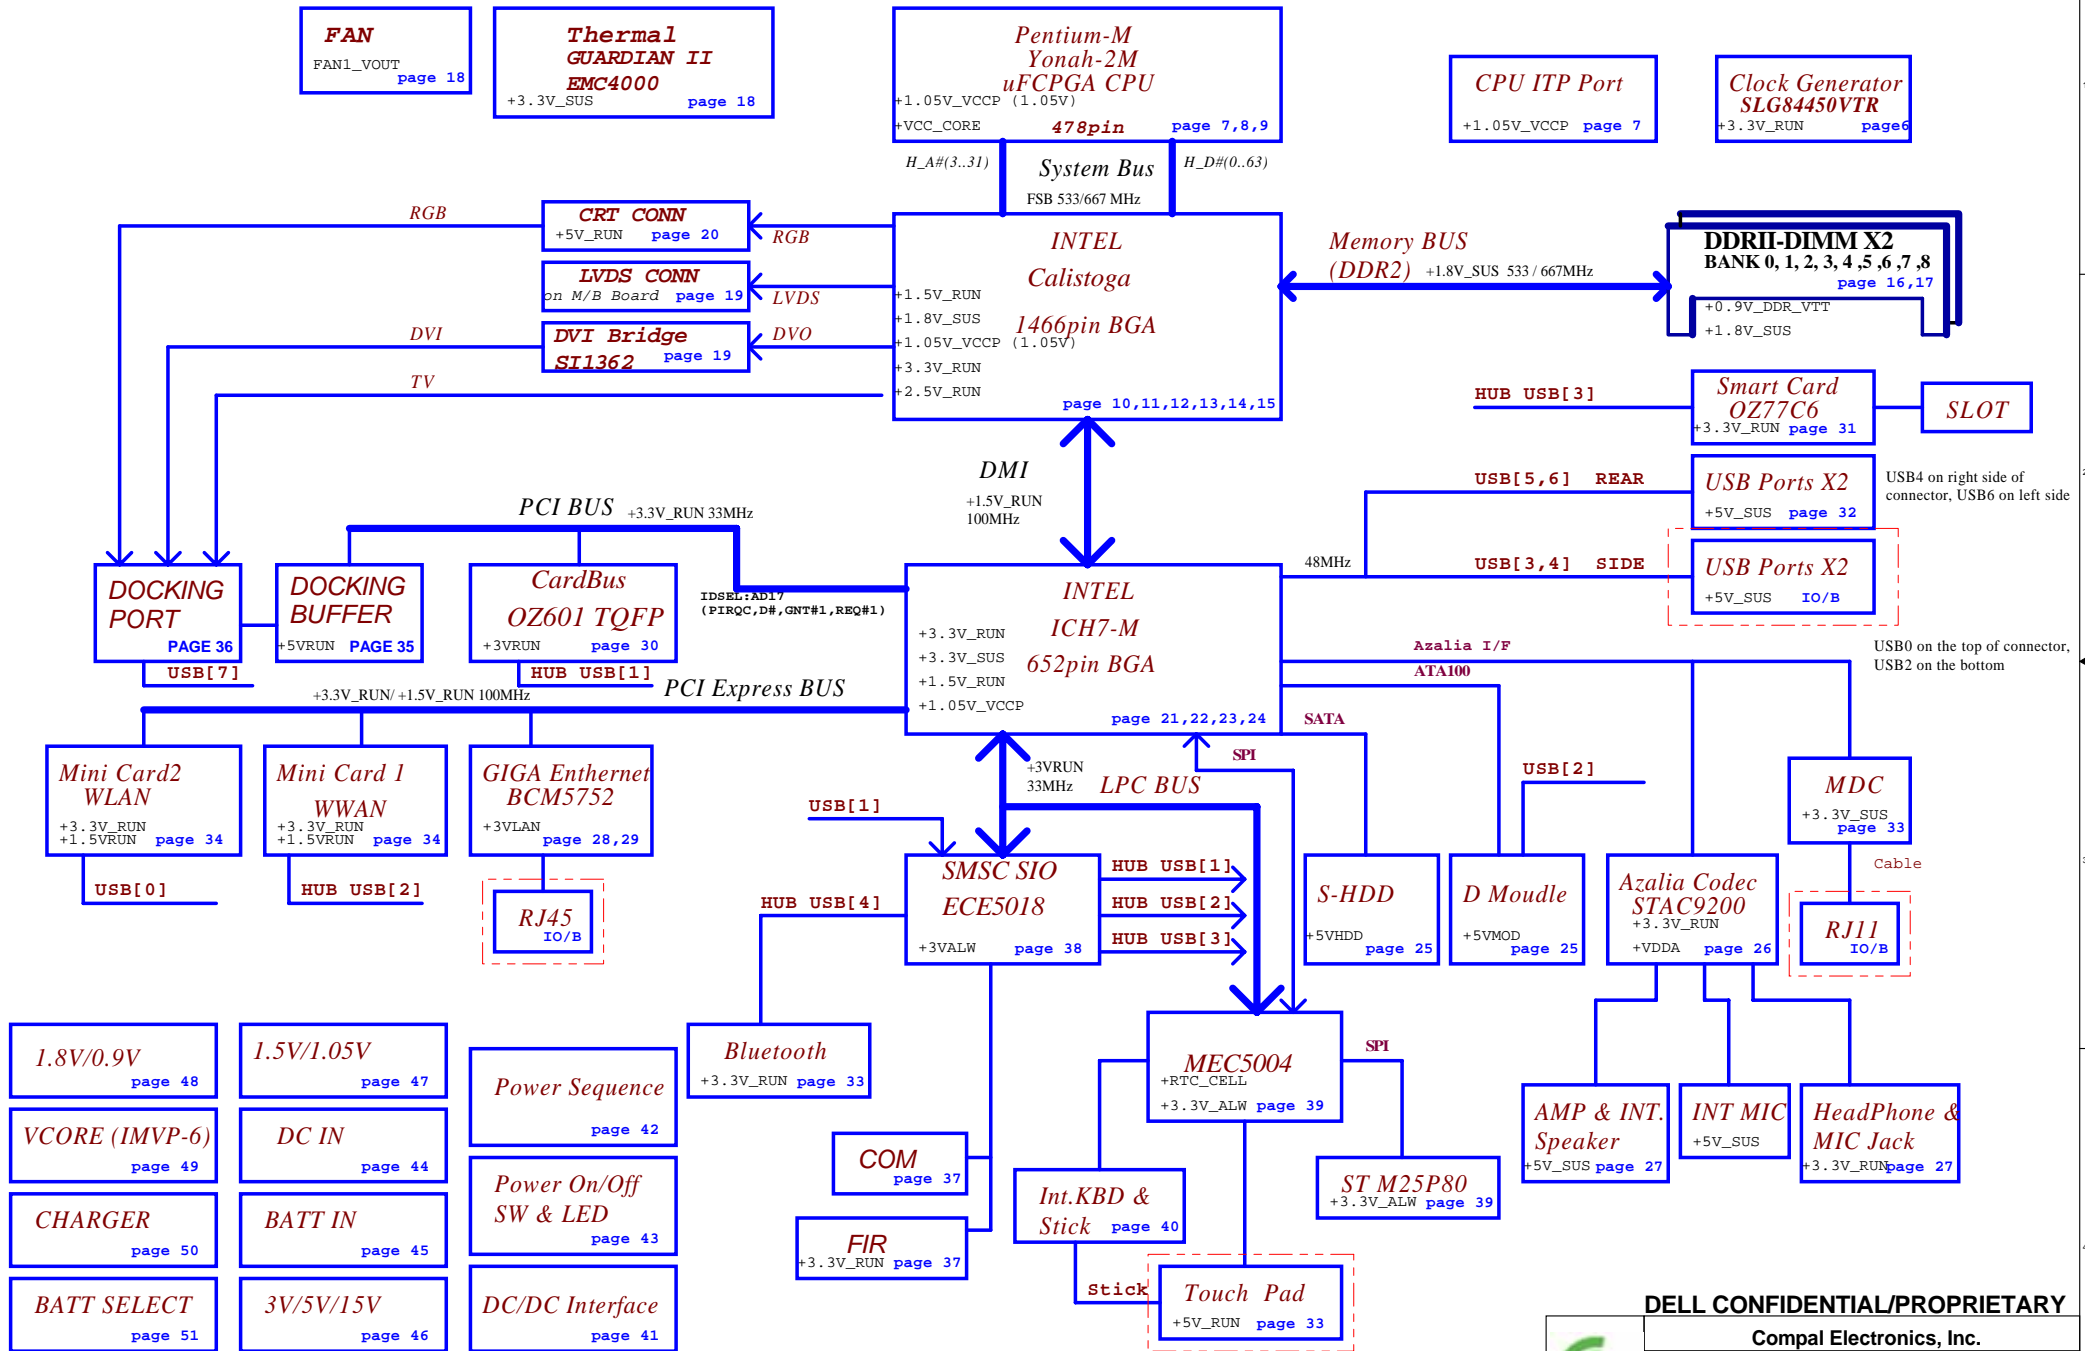 FAN
FAN1_VOUT
page 18
Thermal
GUARDIAN II
EMC4000
+3.3V_SUS
page 18
Pentium-M
Yonah-2M
uFCPGA CPU
+1.05V_VCCP (1.05V)
+VCC_CORE
478pin
page 7,8,9
CPU ITP Port
+1.05V_VCCP page 7
Clock Generator
SLG84450VTR
+3.3V_RUN
page6
H_A#(3..31)
System Bus
H_D#(0..63)
FSB 533/667 MHz
RGB
CRT CONN
+5V_RUN page 20
RGB
LVDS CONN
on M/B Board page 19
LVDS
DVI
DVI Bridge
SI1362 page 19
DVO
TV
INTEL
Calistoga
1466pin BGA
+1.5V_RUN
+1.8V_SUS
+1.05V_VCCP (1.05V)
+3.3V_RUN
+2.5V_RUN
page 10,11,12,13,14,15
Memory BUS
(DDR2) +1.8V_SUS 533 / 667MHz
DDRII-DIMM X2
BANK 0, 1, 2, 3, 4 ,5 ,6 ,7 ,8
page 16,17
+0.9V_DDR_VTT
+1.8V_SUS
HUB USB[3]
Smart Card
OZ77C6
+3.3V_RUN page 31
SLOT
DMI
+1.5V_RUN
100MHz
USB[5,6] REAR
USB Ports X2
+5V_SUS page 32
USB4 on right side of
connector, USB6 on left side
PCI BUS +3.3V_RUN 33MHz
48MHz
USB[3,4] SIDE
USB Ports X2
+5V_SUS IO/B
DOCKING
PORT
PAGE 36
DOCKING
BUFFER
+5VRUN PAGE 35
CardBus
OZ601 TQFP
+3VRUN page 30
IDSEL:AD17
(PIRQC,D#,GNT#1,REQ#1)
INTEL
ICH7-M
652pin BGA
+3.3V_RUN
+3.3V_SUS
+1.5V_RUN
+1.05V_VCCP
page 21,22,23,24
Azalia I/F
ATA100
SATA
SPI
USB0 on the top of connector,
USB2 on the bottom
USB[7]
HUB USB[1]
+3.3V_RUN/ +1.5V_RUN 100MHz
PCI Express BUS
Mini Card2
WLAN
+3.3V_RUN
+1.5VRUN page 34
USB[0]
Mini Card 1
WWAN
+3.3V_RUN
+1.5VRUN page 34
HUB USB[2]
GIGA Enthernet
BCM5752
+3VLAN
page 28,29
RJ45
IO/B
+3VRUN
33MHz
LPC BUS
USB[1]
SMSC SIO
ECE5018
+3VALW page 38
HUB USB[1]
HUB USB[2]
HUB USB[3]
HUB USB[4]
USB[2]
S-HDD
+5VHDD
page 25
D Moudle
+5VMOD
page 25
Azalia Codec
STAC9200
+3.3V_RUN
+VDDA page 26
MDC
+3.3V_SUS
page 33
Cable
RJ11
IO/B
1.8V/0.9V
page 48
1.5V/1.05V
page 47
Power Sequence
page 42
Bluetooth
+3.3V_RUN page 33
MEC5004
+RTC_CELL
+3.3V_ALW page 39
SPI
AMP & INT.
Speaker
+5V_SUS page 27
INT MIC
+5V_SUS
HeadPhone &
MIC Jack
+3.3V_RUN page 27
VCORE (IMVP-6)
page 49
DC IN
page 44
COM
page 37
Power On/Off
SW & LED
page 43
Int.KBD &
Stick page 40
ST M25P80
+3.3V_ALW page 39
CHARGER
page 50
BATT IN
page 45
FIR
+3.3V_RUN page 37
BATT SELECT
page 51
3V/5V/15V
page 46
DC/DC Interface
page 41
Stick
Touch Pad
+5V_RUN page 33
DELL CONFIDENTIAL/PROPRIETARY
Compal Electronics, Inc.